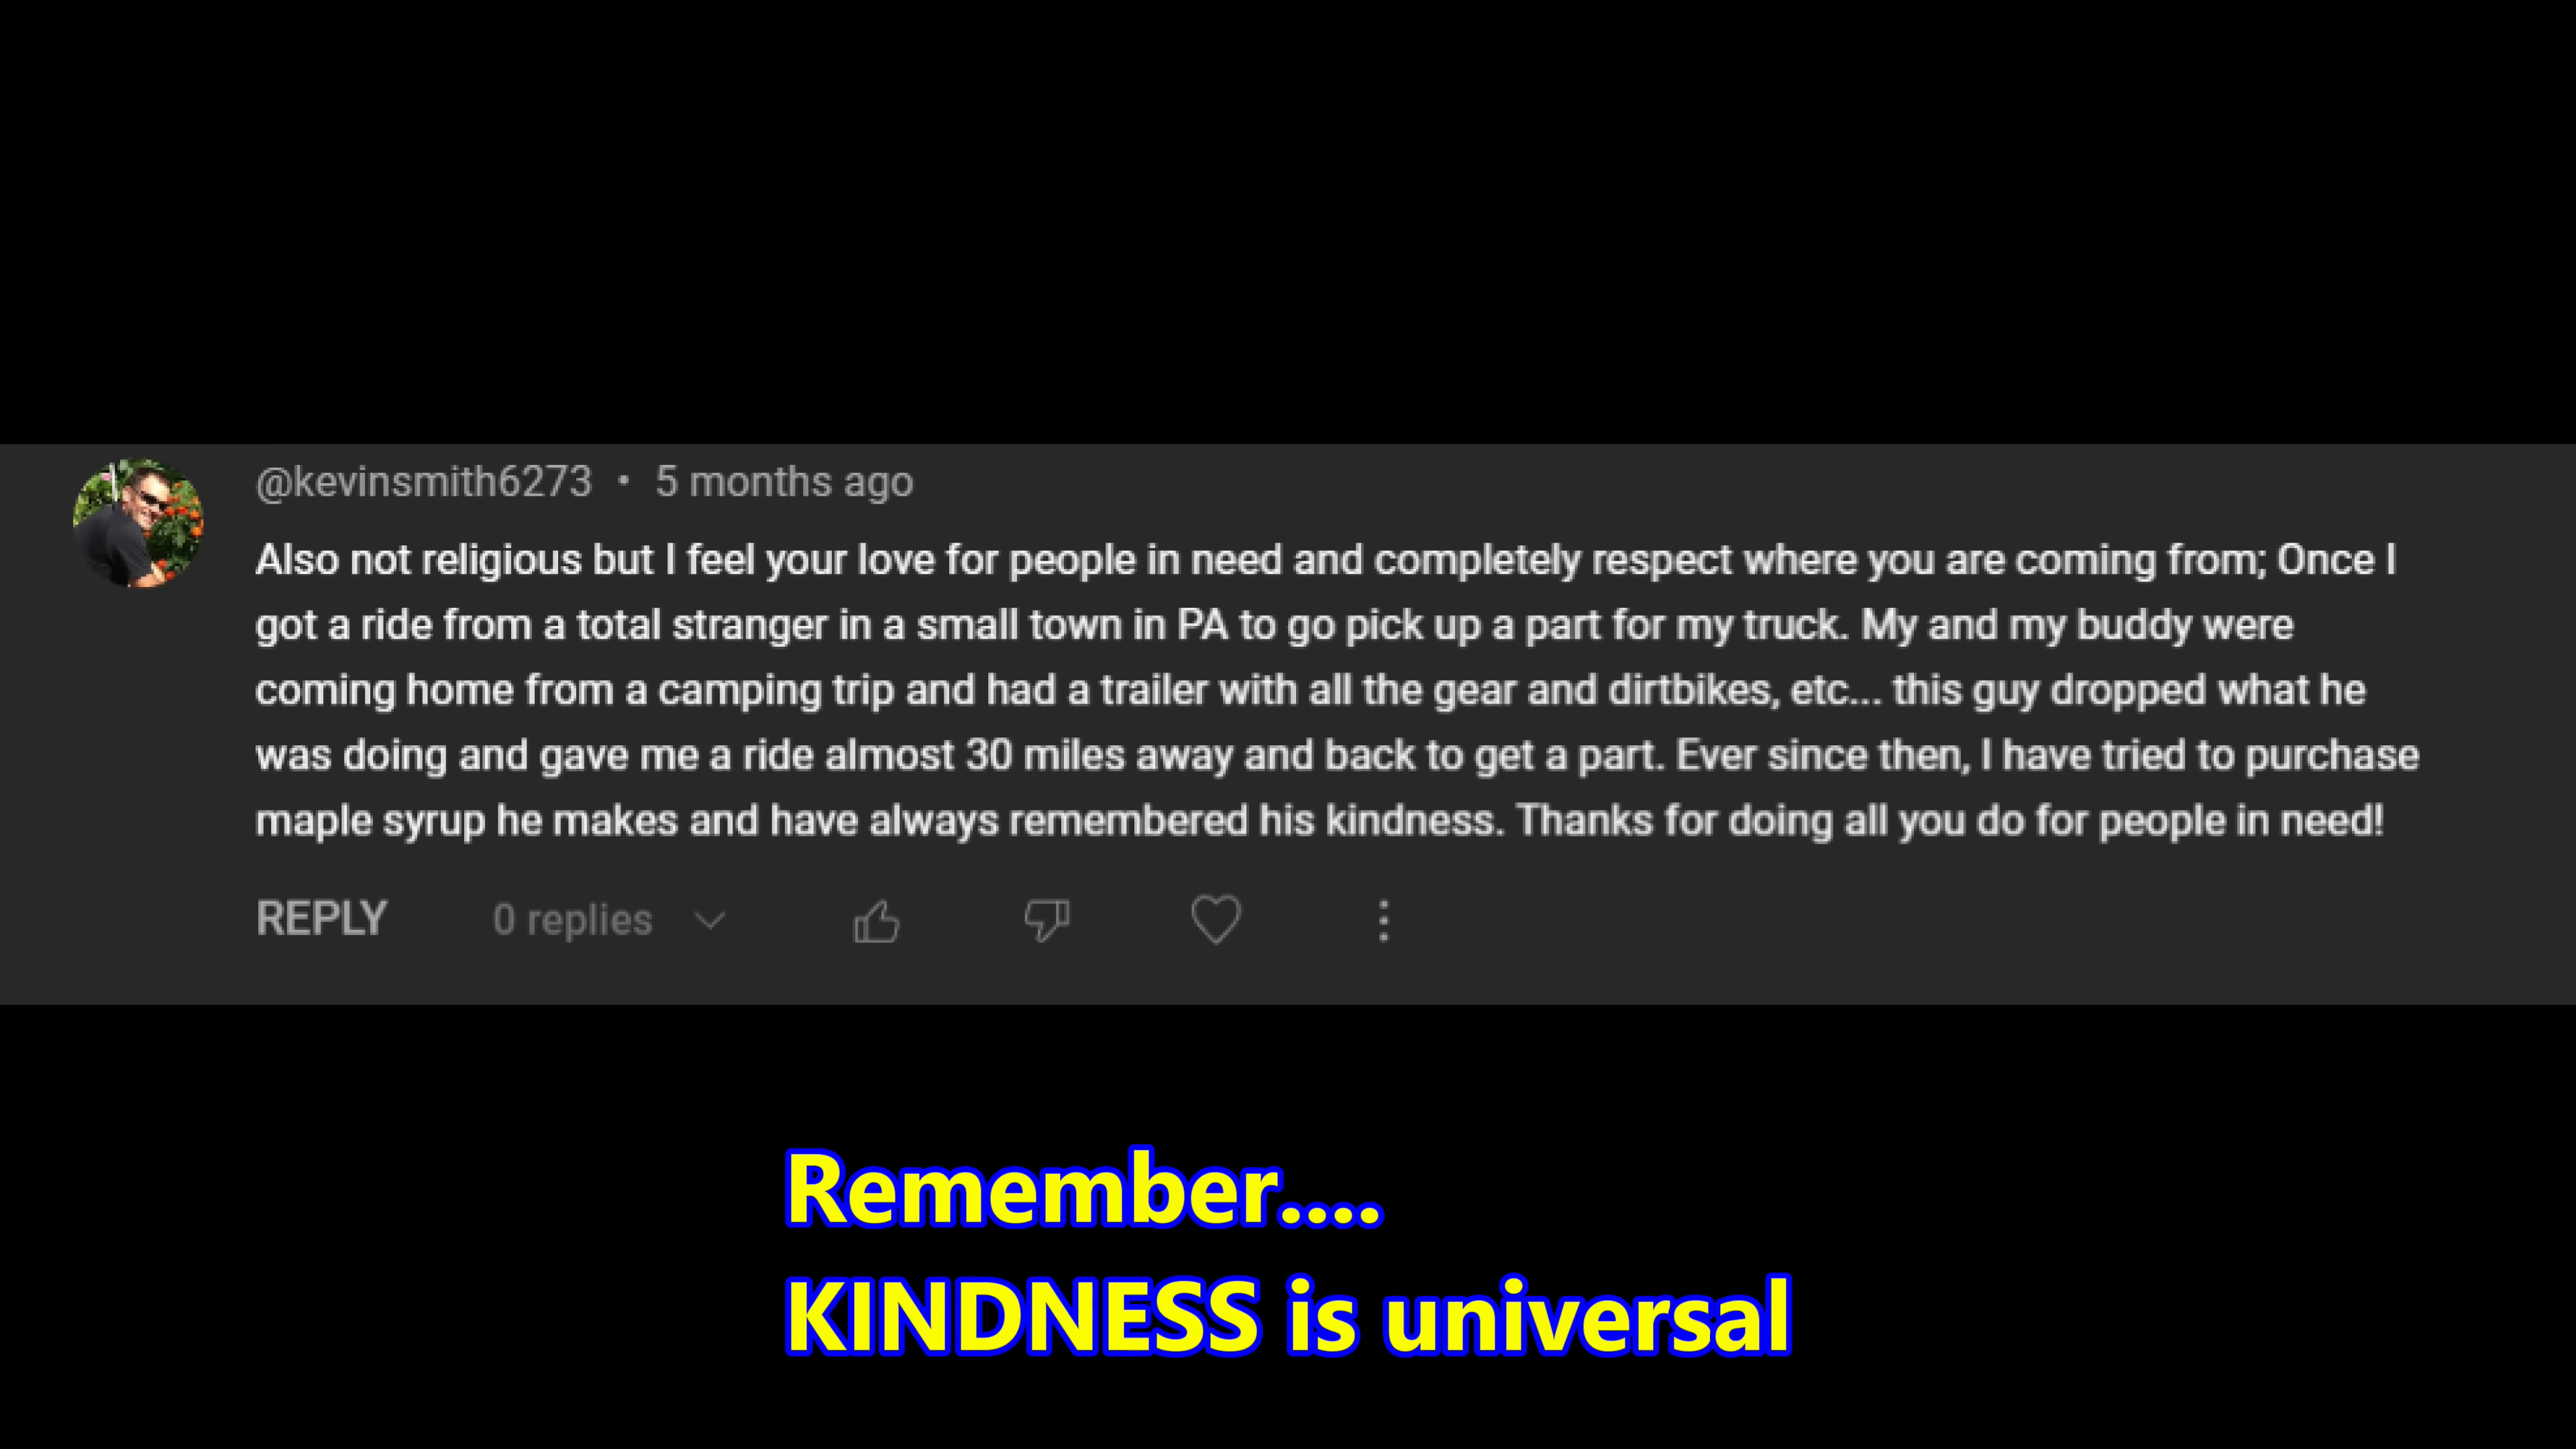 @kevinsmith6273 • 5 months ago
Also not religious but I feel your love for people in need and completely respect where you are coming from; Once I
got a ride from a total stranger in a small town in PA to go pick up a part for my truck. My and my buddy were
coming home from a camping trip and had a trailer with all the gear and dirtbikes, etc... this guy dropped what he
was doing and gave me a ride almost 30 miles away and back to get a part. Ever since then, I have tried to purchase
maple syrup he makes and have always remembered his kindness. Thanks for doing all you do for people in need!
REPLY 0 replies
Remember....
KINDNESS is universal